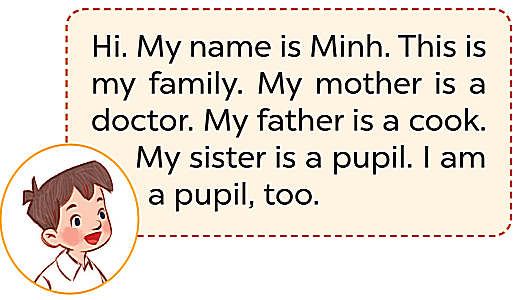 Hi. My name is Minh. This is
my family. My mother is a
doctor. My father is a cook.
My sister is a pupil. I am
a pupil, too.